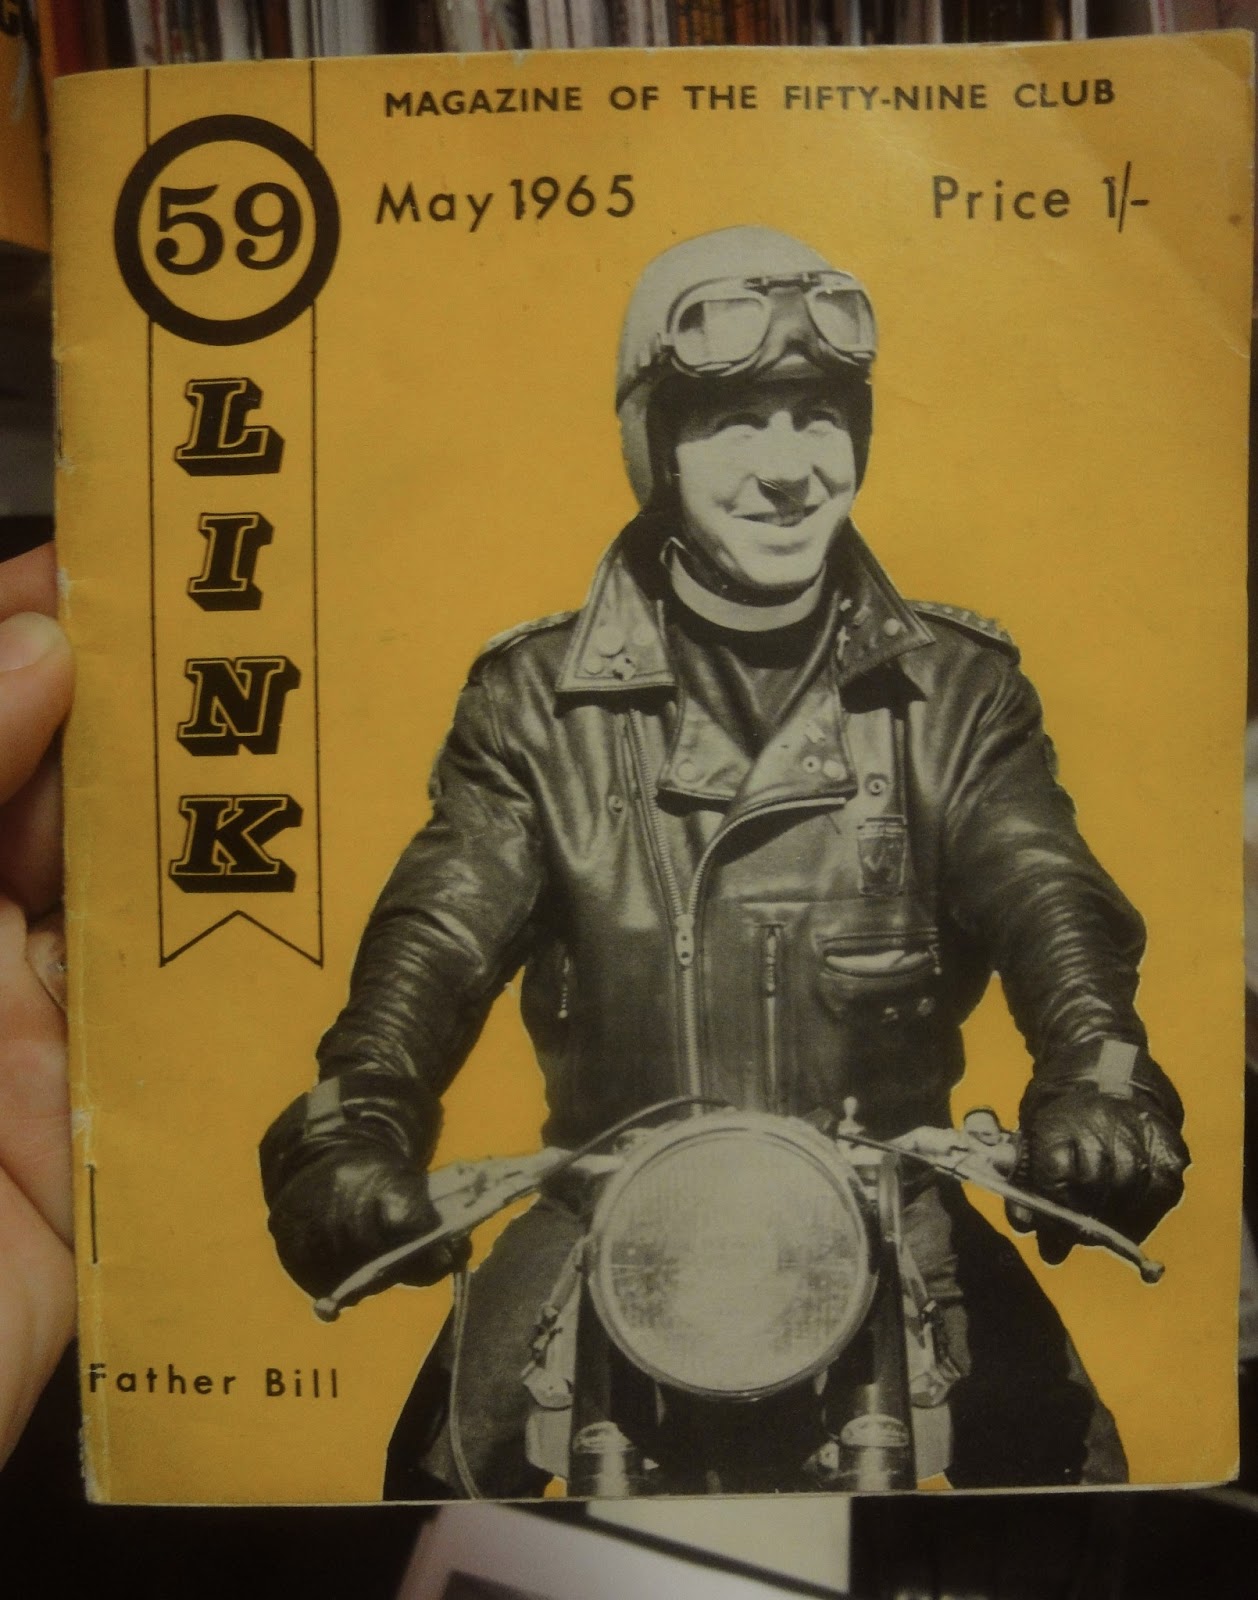 MAGAZINE OF THE FIFTY-NINE CLUB
May 1965 Price 1/-
59
LINK
Father Bill